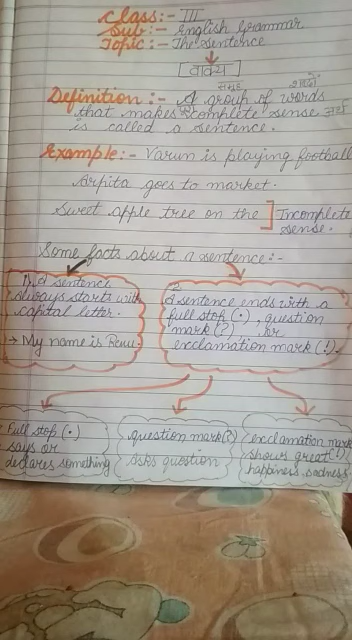 Class:- III
Sub:- English Grammar
Topic:- The Sentence
[वाक्य]
समूह शब्दों
Definition:- A group of words
that makes complete sense अर्थ
is called a sentence.
Example:- Varun is playing football
Arpita goes to market.
Sweet apple tree on the ] Incomplete
sense.
Some facts about a sentence:-
1) A sentence
always starts with
capital letter.
→ My name is Renu.
2
A sentence ends with a
full stop (.), question
mark (?) or
exclamation mark (!).
Full stop (.)
says or
declares something
question mark(?)
asks question
exclamation mark
shows great(!)
happiness, sadness